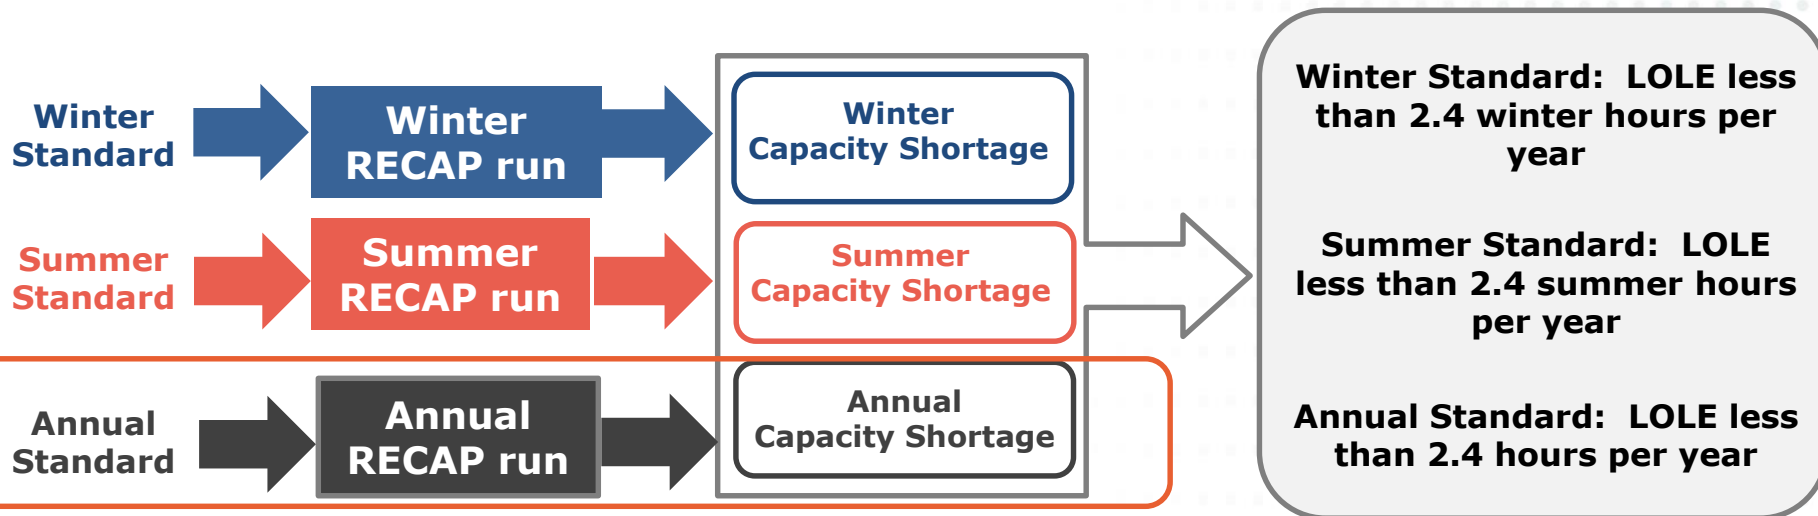 Winter
Standard
Winter
RECAP run
Winter
Capacity Shortage
Summer
Standard
Summer
RECAP run
Summer
Capacity Shortage
Annual
Standard
Annual
RECAP run
Annual
Capacity Shortage
Winter Standard:  LOLE less
than 2.4 winter hours per
year
Summer Standard:  LOLE
less than 2.4 summer hours
per year
Annual Standard:  LOLE less
than 2.4 hours per year